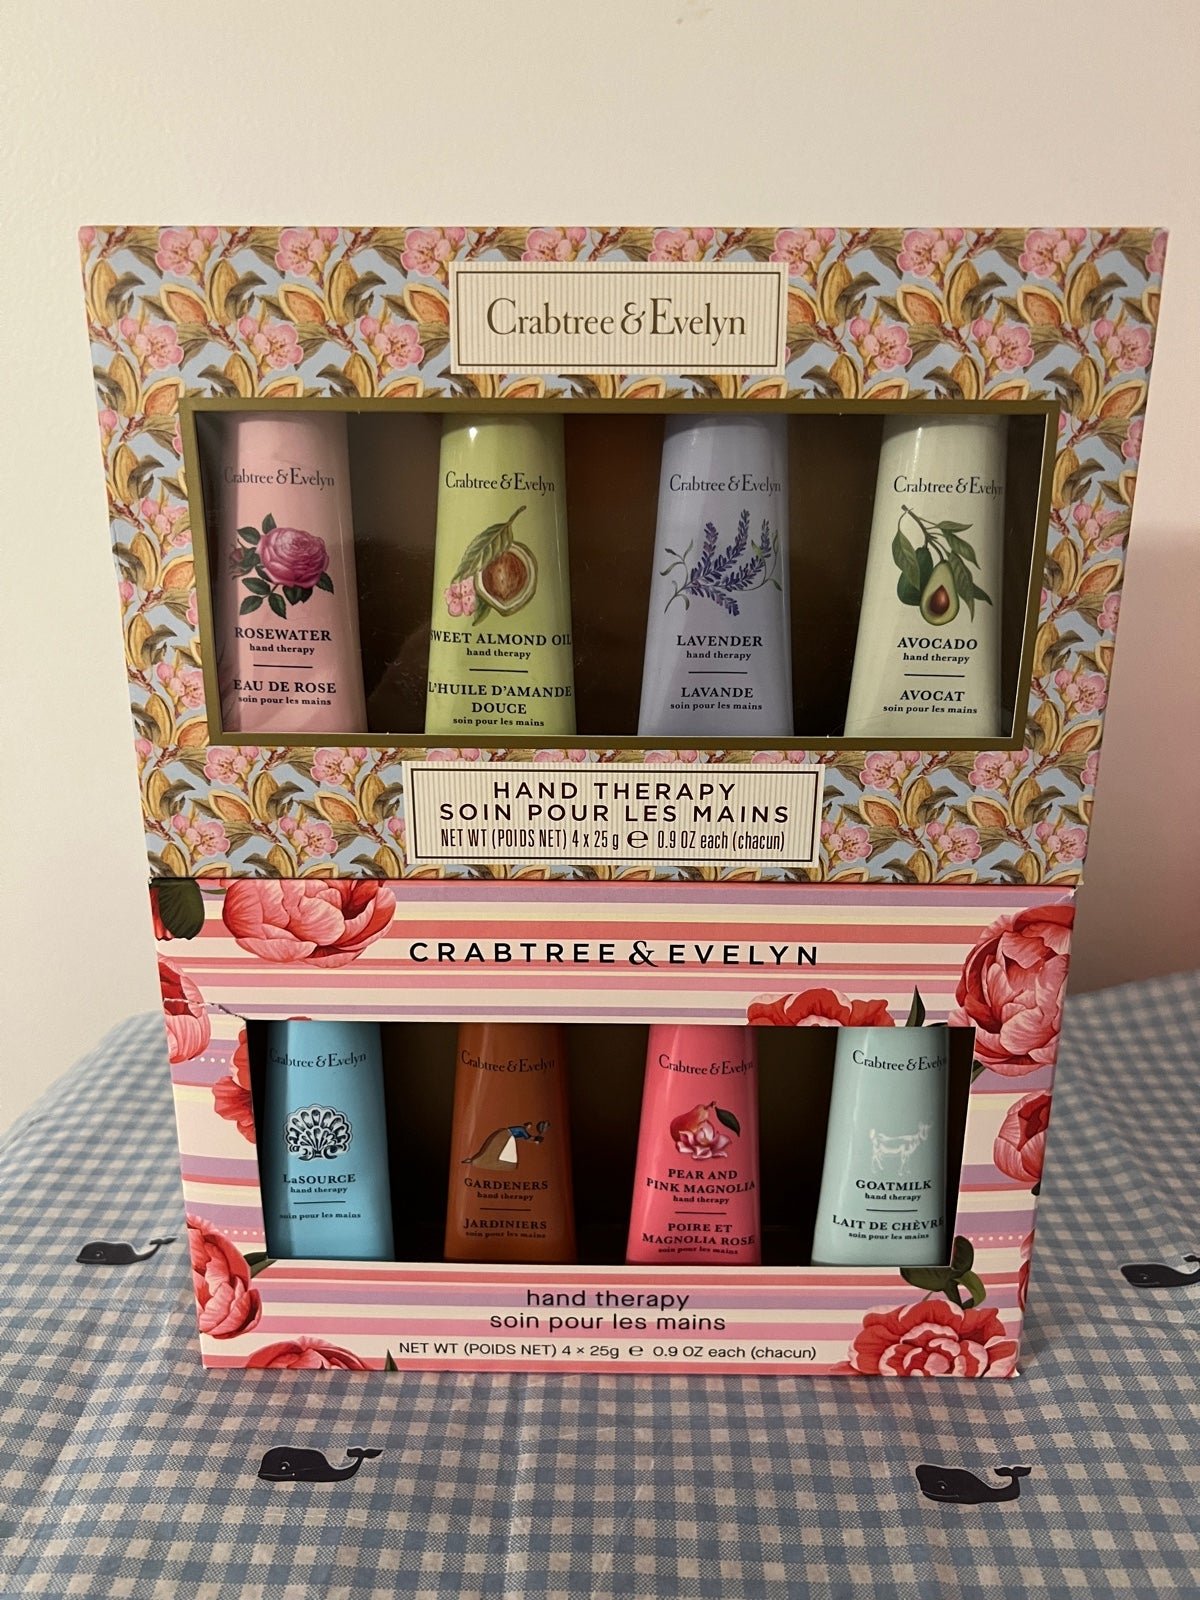 Crabtree & Evelyn
Crabtree & Evelyn
ROSEWATER
hand therapy
EAU DE ROSE
soin pour les mains
Crabtree & Evelyn
SWEET ALMOND OIL
hand therapy
L'HUILE D'AMANDE
DOUCE
soin pour les mains
Crabtree & Evelyn
LAVENDER
hand therapy
LAVANDE
soin pour les mains
Crabtree & Evelyn
AVOCADO
hand therapy
AVOCAT
soin pour les mains
HAND THERAPY
SOIN POUR LES MAINS
NET WT (POIDS NET) 4 x 25 g ℮ 0.9 OZ each (chacun)
CRABTREE & EVELYN
Crabtree & Evelyn
LaSOURCE
hand therapy
soin pour les mains
Crabtree & Evelyn
GARDENERS
hand therapy
JARDINIERS
soin pour les mains
Crabtree & Evelyn
PEAR AND
PINK MAGNOLIA
hand therapy
POIRE ET
MAGNOLIA ROSE
soin pour les mains
Crabtree & Evelyn
GOATMILK
hand therapy
LAIT DE CHÈVRE
soin pour les mains
hand therapy
soin pour les mains
NET WT (POIDS NET) 4 × 25g ℮ 0.9 OZ each (chacun)